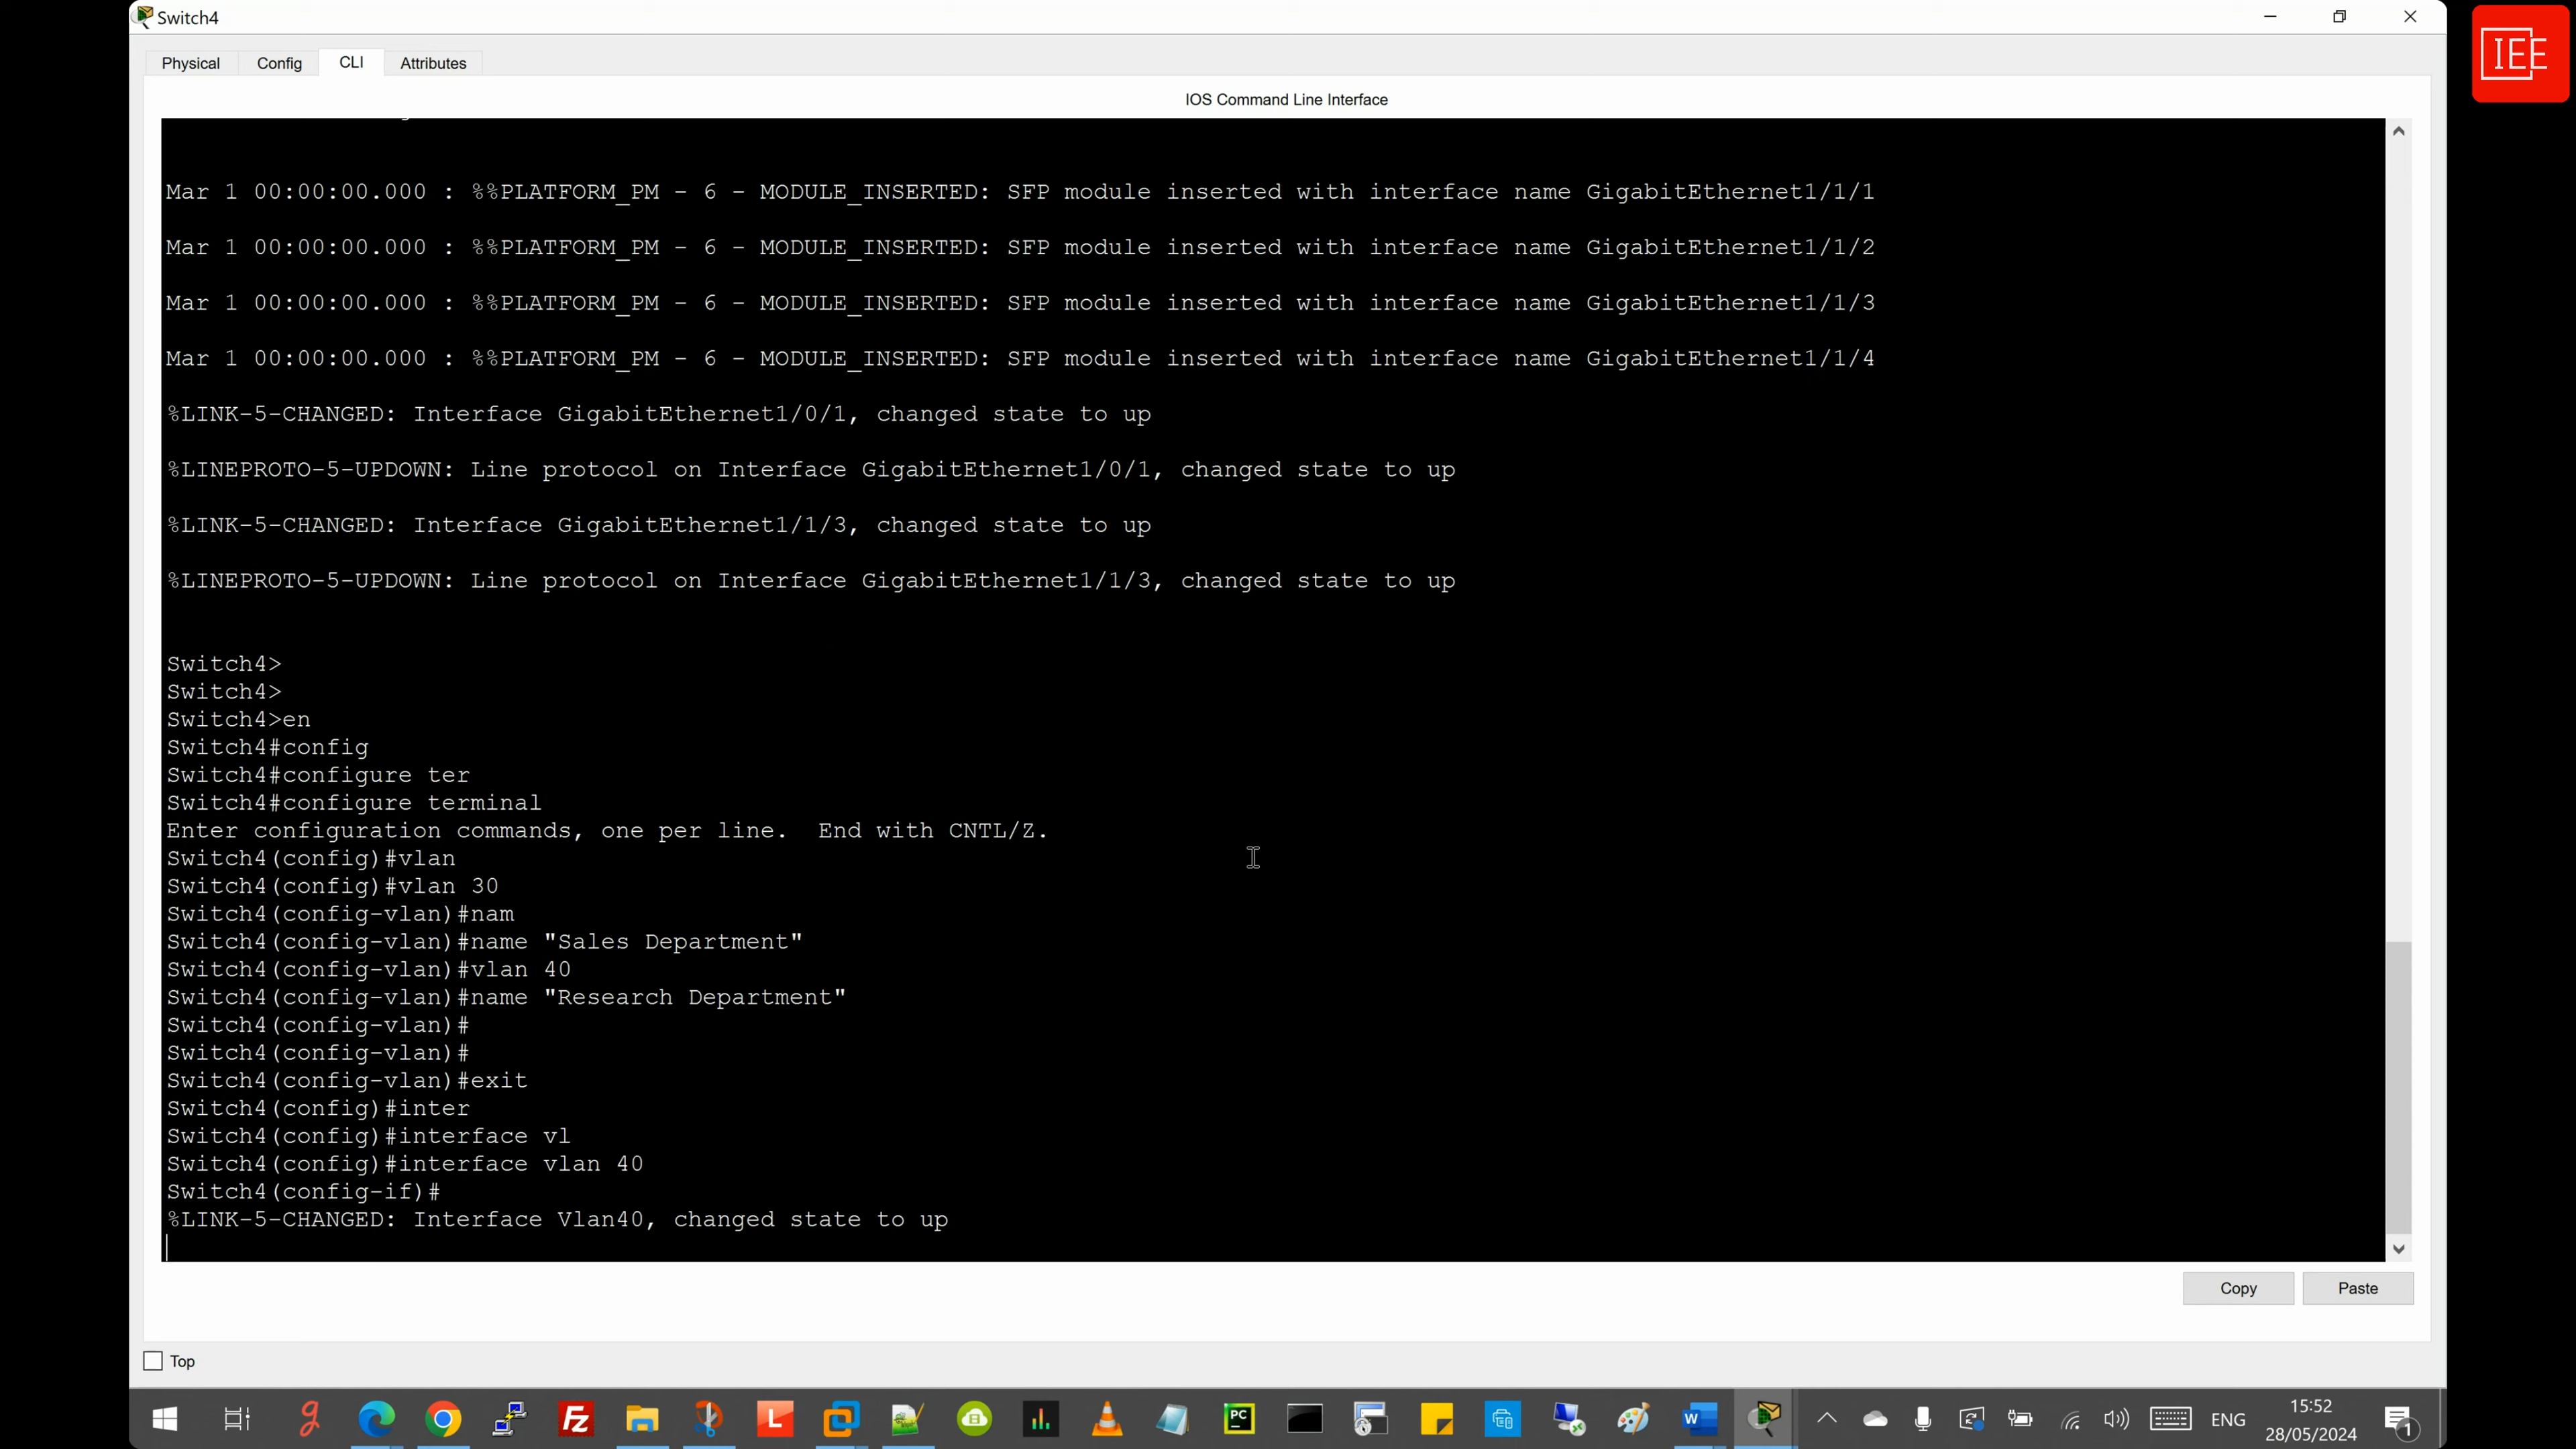 Switch4
IEE
Physical Config CLI Attributes
IOS Command Line Interface
Mar 1 00:00:00.000 : %%PLATFORM_PM - 6 - MODULE_INSERTED: SFP module inserted with interface name GigabitEthernet1/1/1
Mar 1 00:00:00.000 : %%PLATFORM_PM - 6 - MODULE_INSERTED: SFP module inserted with interface name GigabitEthernet1/1/2
Mar 1 00:00:00.000 : %%PLATFORM_PM - 6 - MODULE_INSERTED: SFP module inserted with interface name GigabitEthernet1/1/3
Mar 1 00:00:00.000 : %%PLATFORM_PM - 6 - MODULE_INSERTED: SFP module inserted with interface name GigabitEthernet1/1/4
%LINK-5-CHANGED: Interface GigabitEthernet1/0/1, changed state to up
%LINEPROTO-5-UPDOWN: Line protocol on Interface GigabitEthernet1/0/1, changed state to up
%LINK-5-CHANGED: Interface GigabitEthernet1/1/3, changed state to up
%LINEPROTO-5-UPDOWN: Line protocol on Interface GigabitEthernet1/1/3, changed state to up
Switch4>
Switch4>
Switch4>en
Switch4#config
Switch4#configure ter
Switch4#configure terminal
Enter configuration commands, one per line.  End with CNTL/Z.
Switch4(config)#vlan
Switch4(config)#vlan 30
Switch4(config-vlan)#nam
Switch4(config-vlan)#name "Sales Department"
Switch4(config-vlan)#vlan 40
Switch4(config-vlan)#name "Research Department"
Switch4(config-vlan)#
Switch4(config-vlan)#
Switch4(config-vlan)#exit
Switch4(config)#inter
Switch4(config)#interface vl
Switch4(config)#interface vlan 40
Switch4(config-if)#
%LINK-5-CHANGED: Interface Vlan40, changed state to up
Copy Paste
Top
g Fz L PC W ENG 15:52
28/05/2024 1